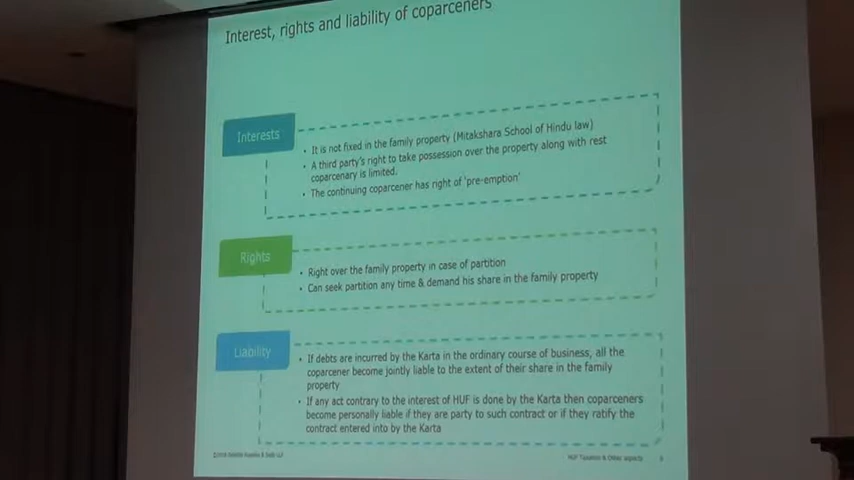 Interest, rights and liability of coparceners
Interests
• It is not fixed in the family property (Mitakshara School of Hindu law)
• A third party's right to take possession over the property along with rest
coparcenary is limited.
• The continuing coparcener has right of 'pre-emption'
Rights
• Right over the family property in case of partition
• Can seek partition any time & demand his share in the family property
Liability
• If debts are incurred by the Karta in the ordinary course of business, all the
coparcener become jointly liable to the extent of their share in the family
property
• If any act contrary to the interest of HUF is done by the Karta then coparceners
become personally liable if they are party to such contract or if they ratify the
contract entered into by the Karta
HUF Taxation & Other aspects